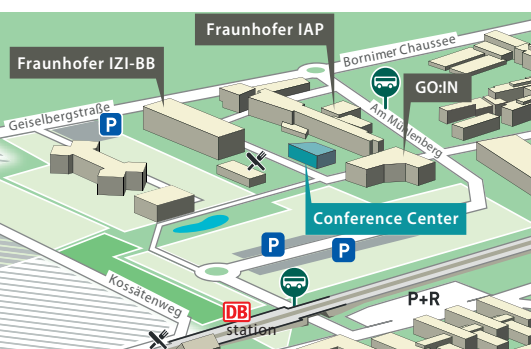 Fraunhofer IAP
Bornimer Chaussee
Fraunhofer IZI-BB
GO:IN
Geiselbergstraße
P
Am Mühlenberg
Conference Center
P
P
Kossätenweg
DB
station
P+R